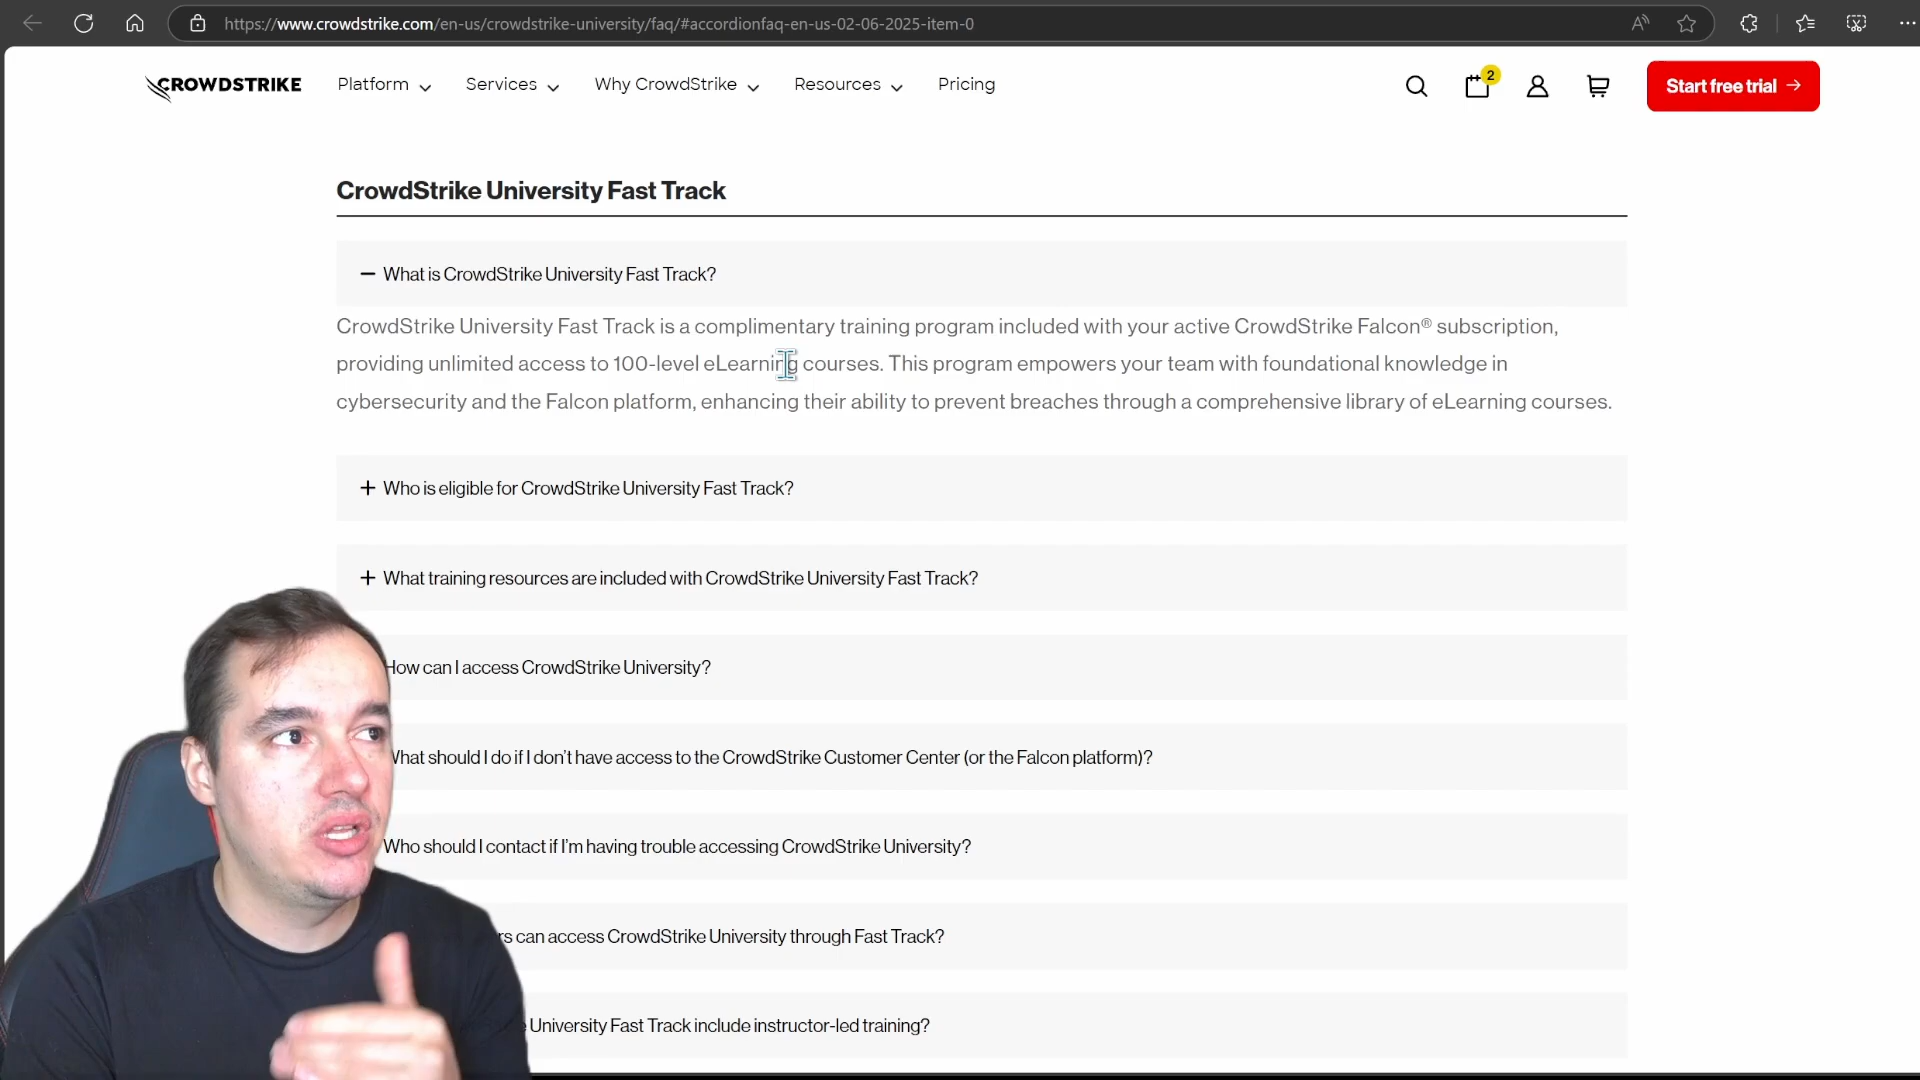 https://www.crowdstrike.com/en-us/crowdstrike-university/faq/#accordionfaq-en-us-02-06-2025-item-0
CROWDSTRIKE Platform Services Why CrowdStrike Resources Pricing 2 Start free trial →
CrowdStrike University Fast Track
What is CrowdStrike University Fast Track?
CrowdStrike University Fast Track is a complimentary training program included with your active CrowdStrike Falcon® subscription,
providing unlimited access to 100-level eLearning courses. This program empowers your team with foundational knowledge in
cybersecurity and the Falcon platform, enhancing their ability to prevent breaches through a comprehensive library of eLearning courses.
Who is eligible for CrowdStrike University Fast Track?
What training resources are included with CrowdStrike University Fast Track?
How can I access CrowdStrike University?
What should I do if I don't have access to the CrowdStrike Customer Center (or the Falcon platform)?
Who should I contact if I'm having trouble accessing CrowdStrike University?
can access CrowdStrike University through Fast Track?
University Fast Track include instructor-led training?